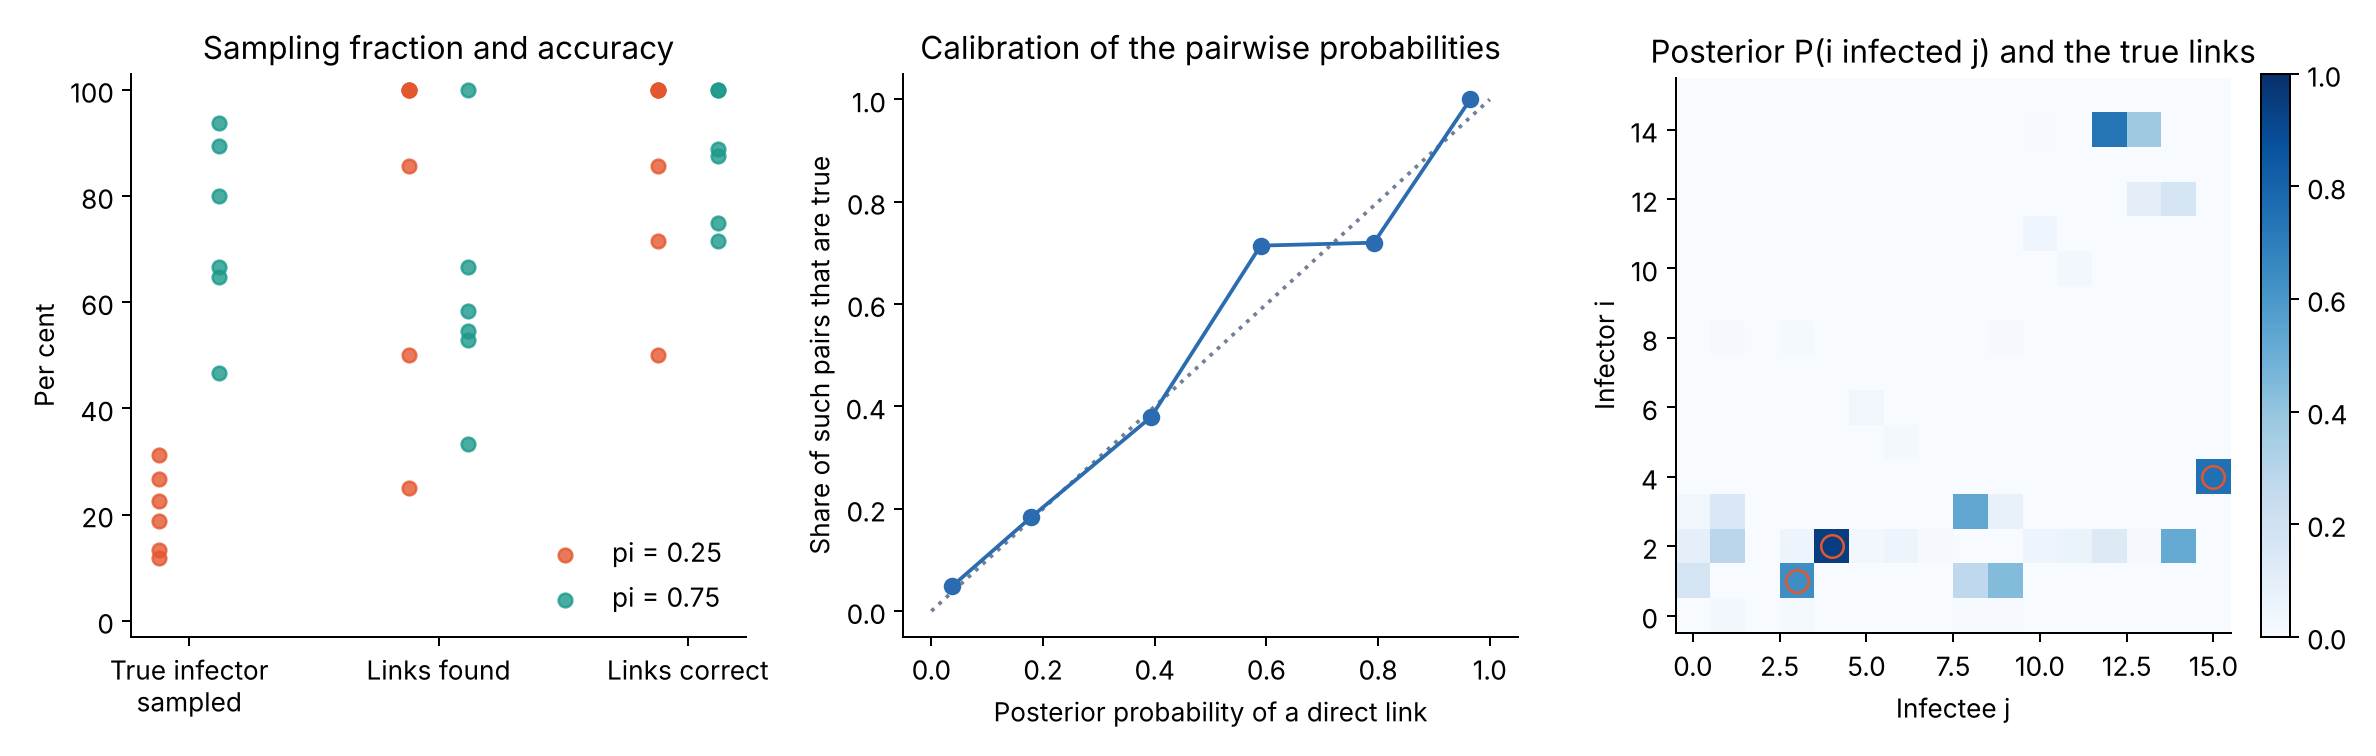 Sampling fraction and accuracy
Per cent
100
80
60
40
20
0
True infector
sampled
Links found
Links correct
pi = 0.25
pi = 0.75
Calibration of the pairwise probabilities
Share of such pairs that are true
1.0
0.8
0.6
0.4
0.2
0.0
0.0
0.2
0.4
0.6
0.8
1.0
Posterior probability of a direct link
Posterior P(i infected j) and the true links
Infector i
14
12
10
8
6
4
2
0
0.0
2.5
5.0
7.5
10.0
12.5
15.0
Infectee j
1.0
0.8
0.6
0.4
0.2
0.0